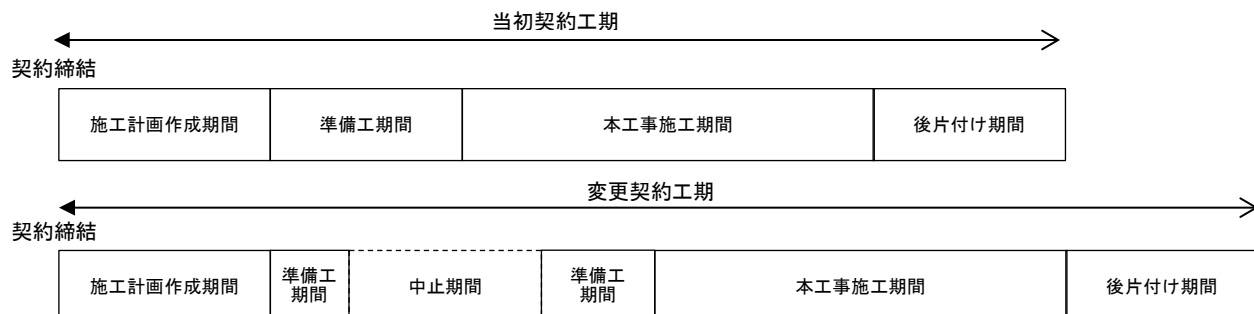 当初契約工期
契約締結
施工計画作成期間 準備工期間 本工事施工期間 後片付け期間
変更契約工期
契約締結
施工計画作成期間 準備工 中止期間 準備工 本工事施工期間 後片付け期間
期間 期間